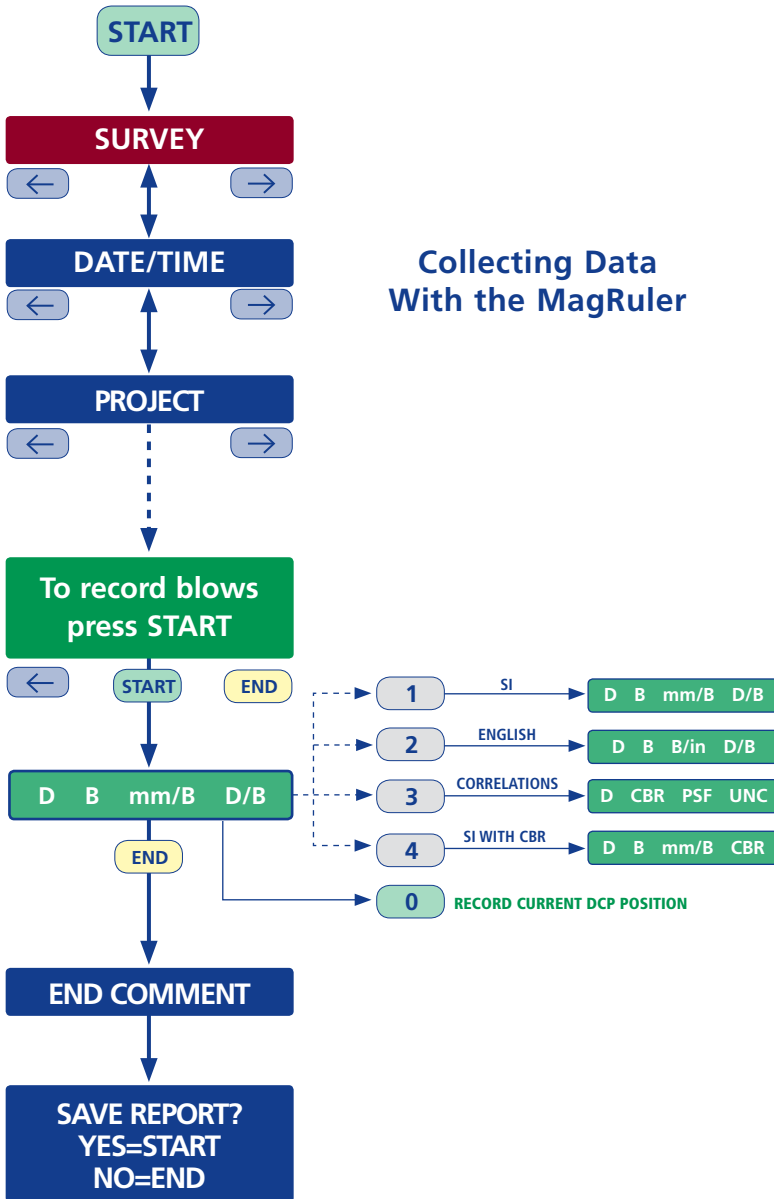 START
SURVEY
← →
DATE/TIME
← →
Collecting Data
With the MagRuler
PROJECT
← →
To record blows
press START
← START END
D B mm/B D/B
1 SI D B mm/B D/B
2 ENGLISH D B B/in D/B
3 CORRELATIONS D CBR PSF UNC
4 SI WITH CBR D B mm/B CBR
END
0 RECORD CURRENT DCP POSITION
END COMMENT
SAVE REPORT?
YES=START
NO=END